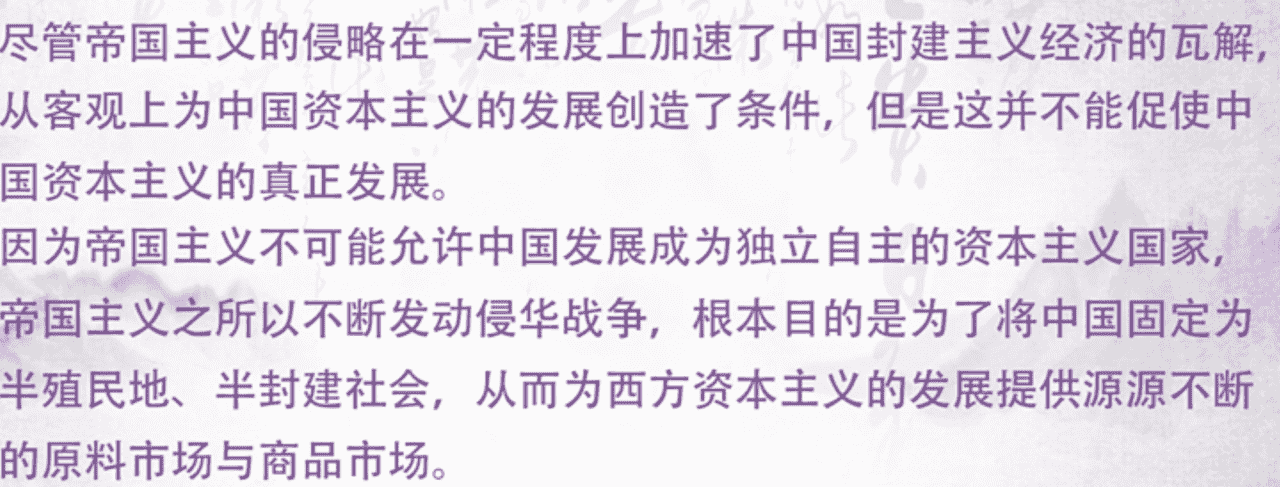 尽管帝国主义的侵略在一定程度上加速了中国封建主义经济的瓦解,
从客观上为中国资本主义的发展创造了条件，但是这并不能促使中
国资本主义的真正发展。
因为帝国主义不可能允许中国发展成为独立自主的资本主义国家，
帝国主义之所以不断发动侵华战争，根本目的是为了将中国固定为
半殖民地、半封建社会，从而为西方资本主义的发展提供源源不断
的原料市场与商品市场。